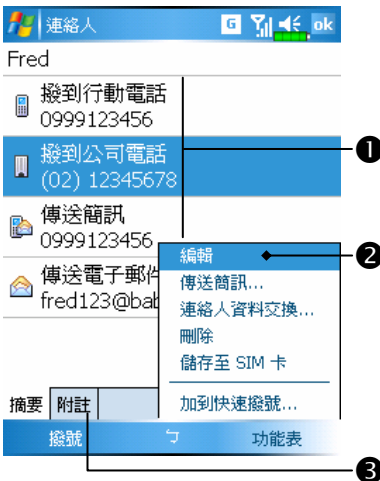 連絡人 G ok
Fred
撥到行動電話
0999123456
撥到公司電話
(02) 12345678
❶
傳送簡訊
0999123456
傳送電子郵件
fred123@bab
編輯
❷
傳送簡訊...
連絡人資料交換...
刪除
儲存至 SIM 卡
加到快速撥號...
摘要 附註
撥號 ㄅ 功能表
❸